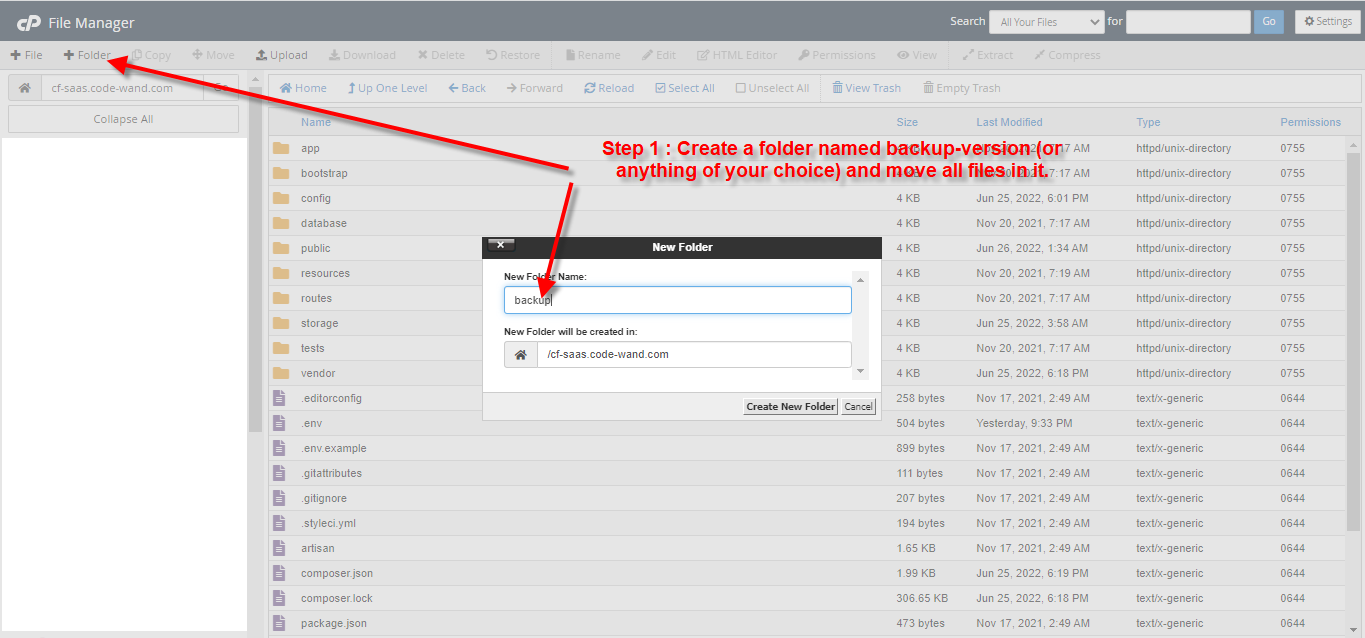 cP File Manager
Search All Your Files for Go Settings
File Folder Copy Move Upload Download Delete Restore Rename Edit HTML Editor Permissions View Extract Compress
cf-saas.code-wand.com
Home Up One Level Back Forward Reload Select All Unselect All View Trash Empty Trash
Collapse All
Name Size Last Modified Type Permissions
Step 1 : Create a folder named backup-version (or
anything of your choice) and move all files in it.
app 7:17 AM httpd/unix-directory 0755
bootstrap 7:17 AM httpd/unix-directory 0755
config 4 KB Jun 25, 2022, 6:01 PM httpd/unix-directory 0755
database 4 KB Nov 20, 2021, 7:17 AM httpd/unix-directory 0755
public 4 KB Jun 26, 2022, 1:34 AM httpd/unix-directory 0755
resources 4 KB Nov 20, 2021, 7:19 AM httpd/unix-directory 0755
routes 4 KB Nov 20, 2021, 7:17 AM httpd/unix-directory 0755
storage 4 KB Jun 25, 2022, 3:58 AM httpd/unix-directory 0755
tests 4 KB Nov 20, 2021, 7:17 AM httpd/unix-directory 0755
vendor 4 KB Jun 25, 2022, 6:18 PM httpd/unix-directory 0755
.editorconfig 258 bytes Nov 17, 2021, 2:49 AM text/x-generic 0644
.env 504 bytes Yesterday, 9:33 PM text/x-generic 0644
.env.example 899 bytes Nov 17, 2021, 2:49 AM text/x-generic 0644
.gitattributes 111 bytes Nov 17, 2021, 2:49 AM text/x-generic 0644
.gitignore 207 bytes Nov 17, 2021, 2:49 AM text/x-generic 0644
.styleci.yml 194 bytes Nov 17, 2021, 2:49 AM text/x-generic 0644
artisan 1.65 KB Nov 17, 2021, 2:49 AM text/x-generic 0644
composer.json 1.99 KB Jun 25, 2022, 6:19 PM text/x-generic 0644
composer.lock 306.65 KB Jun 25, 2022, 6:18 PM text/x-generic 0644
package.json 473 bytes Nov 17, 2021, 2:49 AM text/x-generic 0644
New Folder
New Folder Name:
backup
New Folder will be created in:
/cf-saas.code-wand.com
Create New Folder Cancel